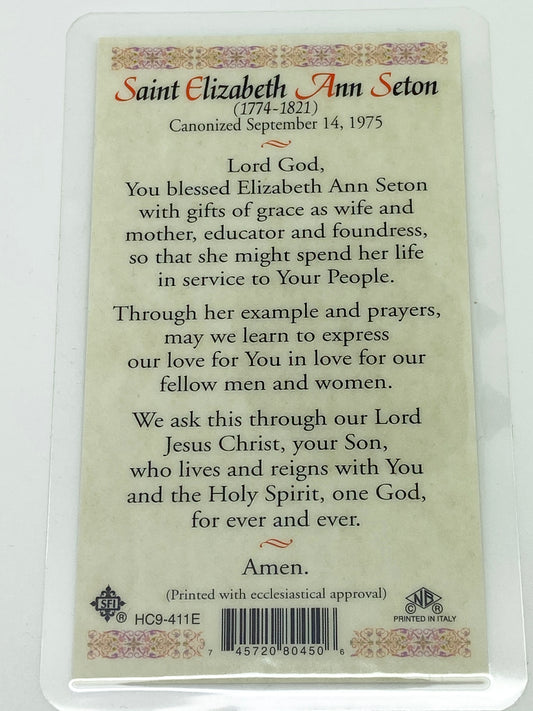 Saint Elizabeth Ann Seton
(1774-1821)
Canonized September 14, 1975
Lord God,
You blessed Elizabeth Ann Seton
with gifts of grace as wife and
mother, educator and foundress,
so that she might spend her life
in service to Your People.
Through her example and prayers,
may we learn to express
our love for You in love for our
fellow men and women.
We ask this through our Lord
Jesus Christ, your Son,
who lives and reigns with You
and the Holy Spirit, one God,
for ever and ever.
Amen.
(Printed with ecclesiastical approval)
SFI ® HC9-411E
© NB ®
PRINTED IN ITALY
7 45720 80450 6